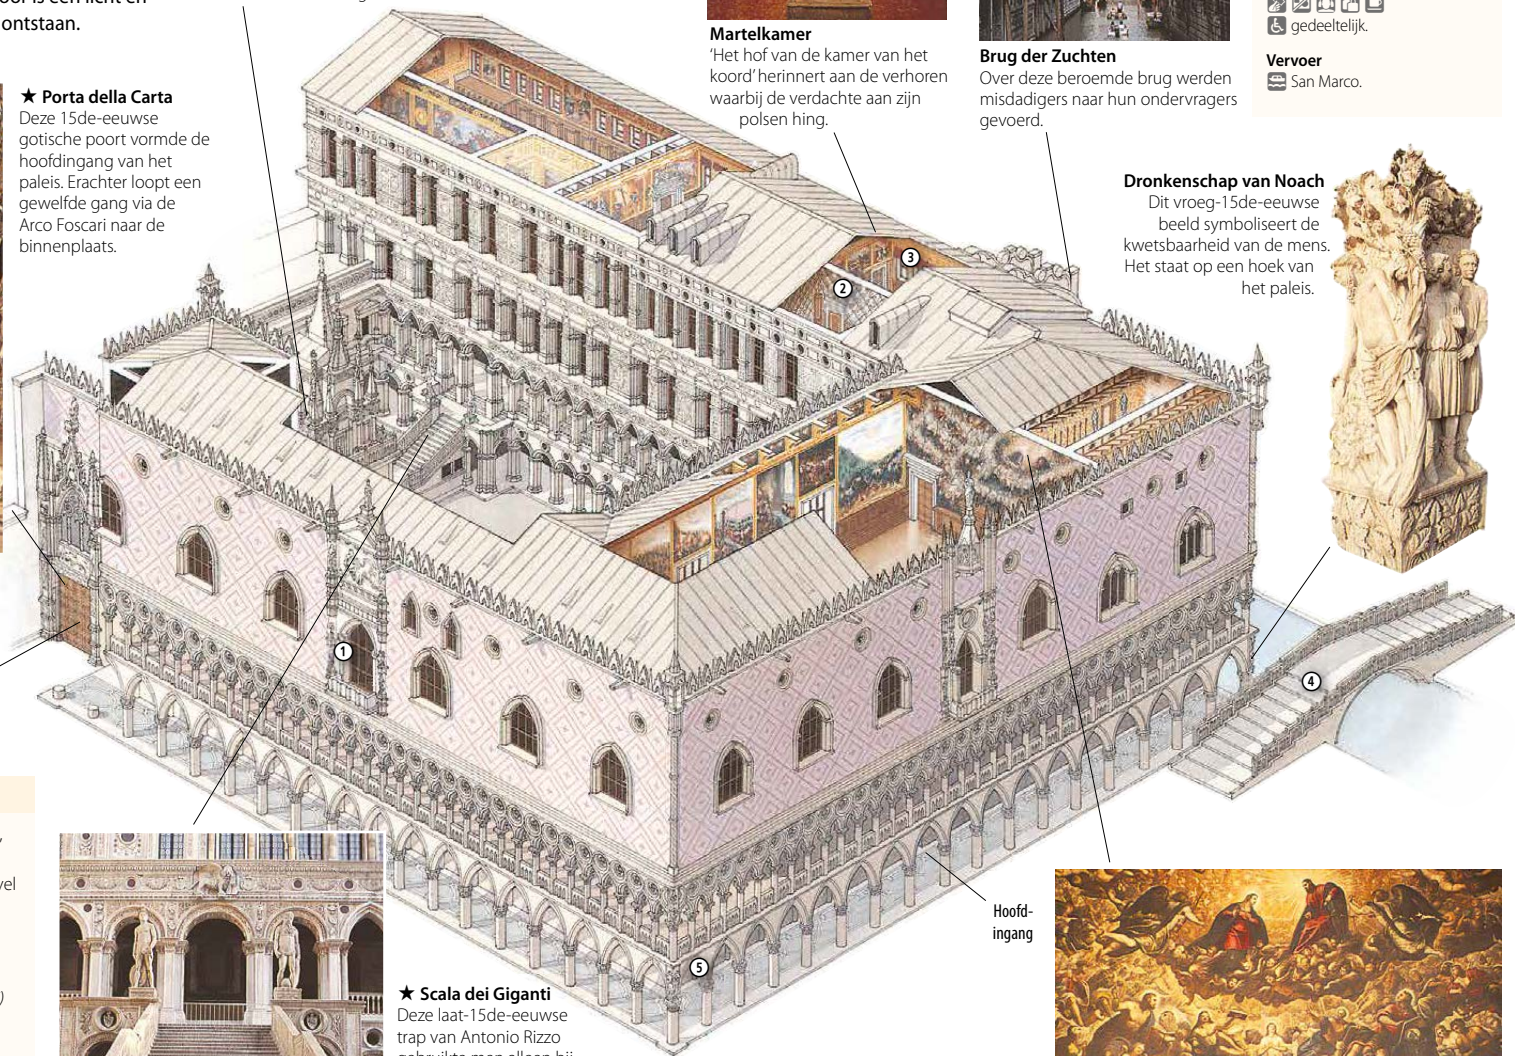 ontstaan.
★ Porta della Carta
Deze 15de-eeuwse
gotische poort vormde de
hoofdingang van het
paleis. Erachter loopt een
gewelfde gang via de
Arco Foscari naar de
binnenplaats.
Martelkamer
'Het hof van de kamer van het
koord' herinnert aan de verhoren
waarbij de verdachte aan zijn
polsen hing.
Brug der Zuchten
Over deze beroemde brug werden
misdadigers naar hun ondervragers
gevoerd.
gedeeltelijk.
Vervoer
San Marco.
Dronkenschap van Noach
Dit vroeg-15de-eeuwse
beeld symboliseert de
kwetsbaarheid van de mens.
Het staat op een hoek van
het paleis.
3
2
1
4
5
Hoofd-
ingang
★ Scala dei Giganti
Deze laat-15de-eeuwse
trap van Antonio Rizzo
gebruikte men alleen bij